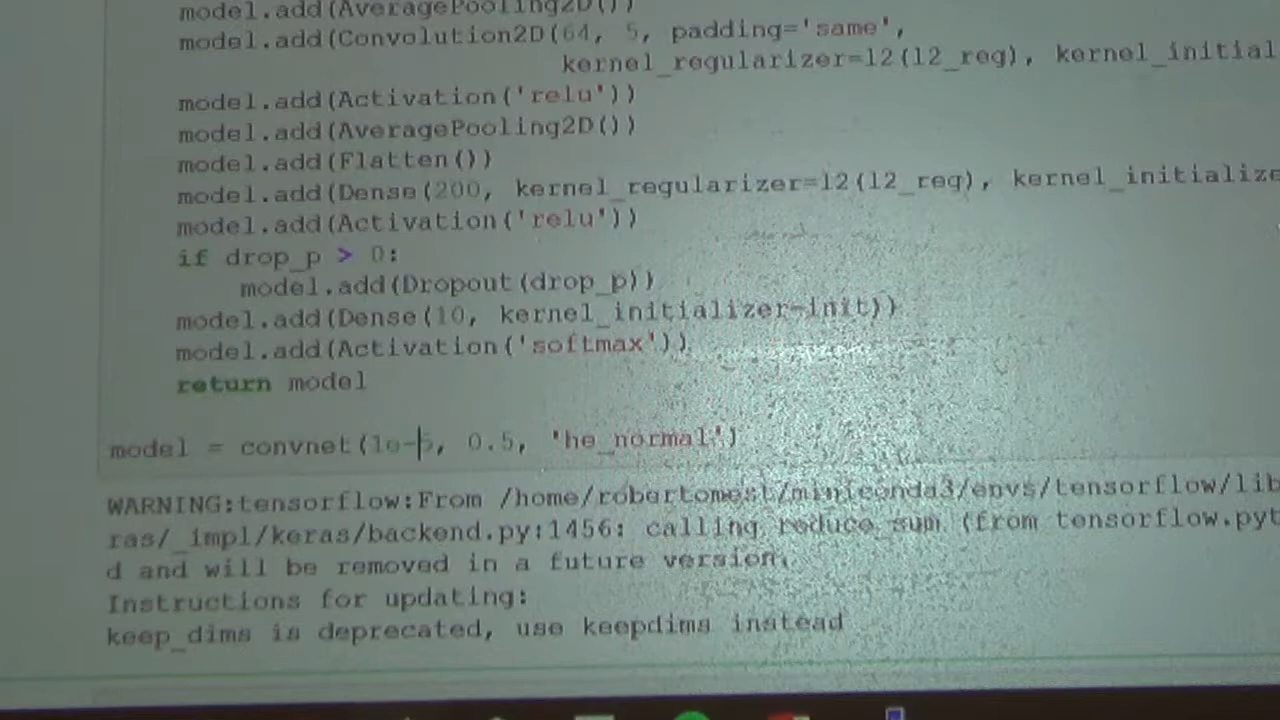 model.add(AveragePooling2D())
model.add(Convolution2D(64, 5, padding='same',
kernel_regularizer=l2(l2_reg), kernel_initial
model.add(Activation('relu'))
model.add(AveragePooling2D())
model.add(Flatten())
model.add(Dense(200, kernel_regularizer=l2(l2_reg), kernel_initialize
model.add(Activation('relu'))
if drop_p > 0:
model.add(Dropout(drop_p))
model.add(Dense(10, kernel_initializer=init))
model.add(Activation('softmax'))
return model
model = convnet(1e-5, 0.5, 'he_normal')
WARNING:tensorflow:From /home/robertomest/miniconda3/envs/tensorflow/lib
ras/_impl/keras/backend.py:1456: calling reduce_sum (from tensorflow.pyt
d and will be removed in a future version.
Instructions for updating:
keep_dims is deprecated, use keepdims instead